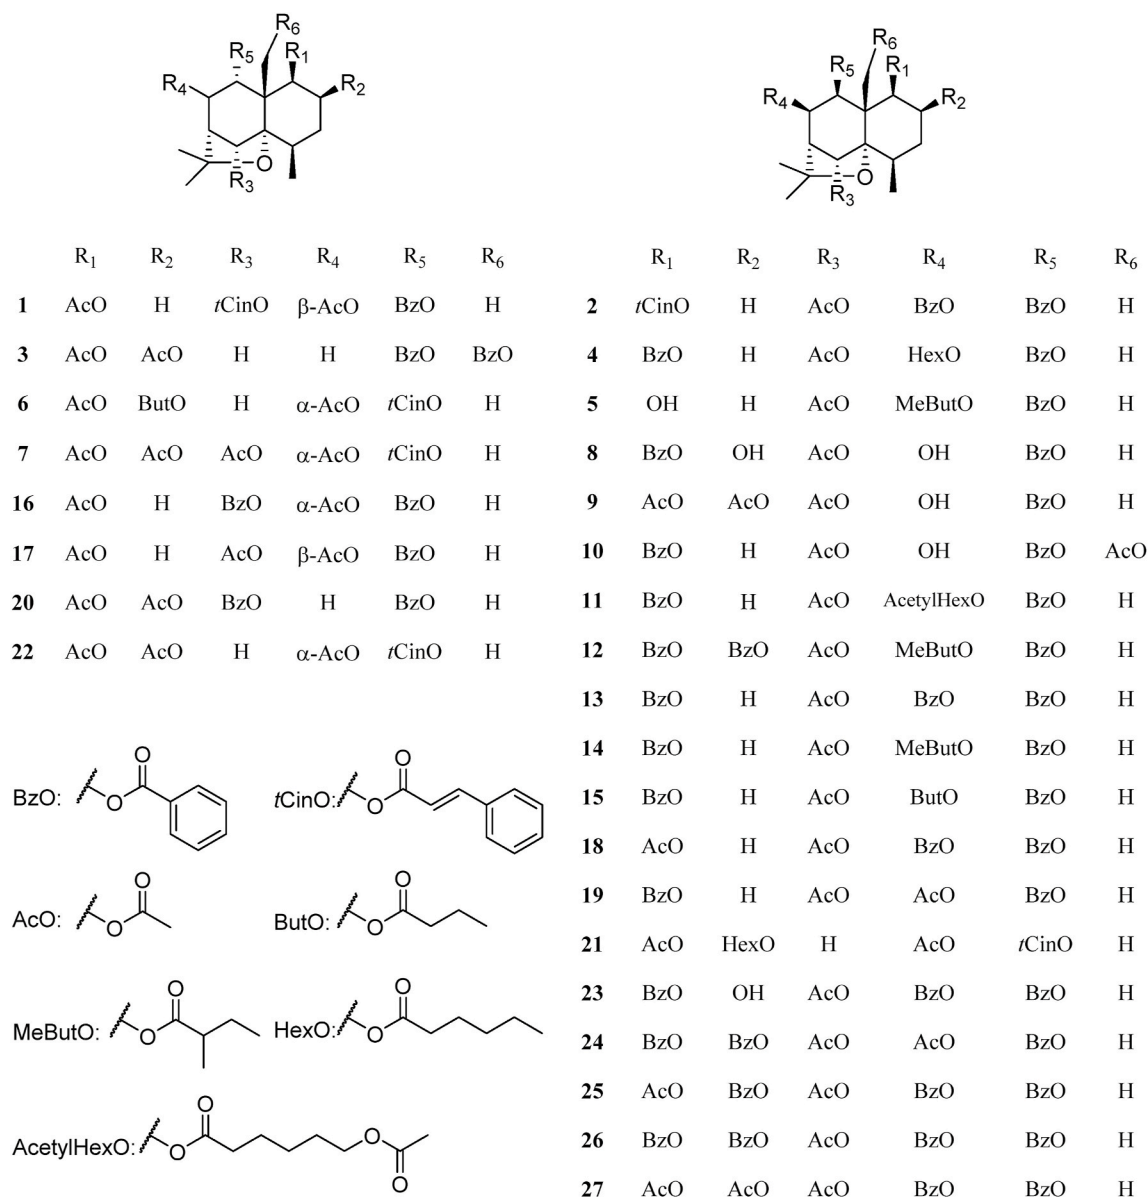 R6
R5 R1
R4 R2
O
R3
R6
R5 R1
R4 R2
O
R3
R1 R2 R3 R4 R5 R6
1 AcO H tCinO β-AcO BzO H
3 AcO AcO H H BzO BzO
6 AcO ButO H α-AcO tCinO H
7 AcO AcO AcO α-AcO tCinO H
16 AcO H BzO α-AcO BzO H
17 AcO H AcO β-AcO BzO H
20 AcO AcO BzO H BzO H
22 AcO AcO H α-AcO tCinO H
O
BzO: O
O
tCinO: O
O
AcO: O
O
ButO: O
O
MeButO: O
O
HexO: O
O
AcetylHexO: O O
O
R1 R2 R3 R4 R5 R6
2 tCinO H AcO BzO BzO H
4 BzO H AcO HexO BzO H
5 OH H AcO MeButO BzO H
8 BzO OH AcO OH BzO H
9 AcO AcO AcO OH BzO H
10 BzO H AcO OH BzO AcO
11 BzO H AcO AcetylHexO BzO H
12 BzO BzO AcO MeButO BzO H
13 BzO H AcO BzO BzO H
14 BzO H AcO MeButO BzO H
15 BzO H AcO ButO BzO H
18 AcO H AcO BzO BzO H
19 BzO H AcO AcO BzO H
21 AcO HexO H AcO tCinO H
23 BzO OH AcO BzO BzO H
24 BzO BzO AcO AcO BzO H
25 AcO BzO AcO BzO BzO H
26 BzO BzO AcO BzO BzO H
27 AcO AcO AcO BzO BzO H